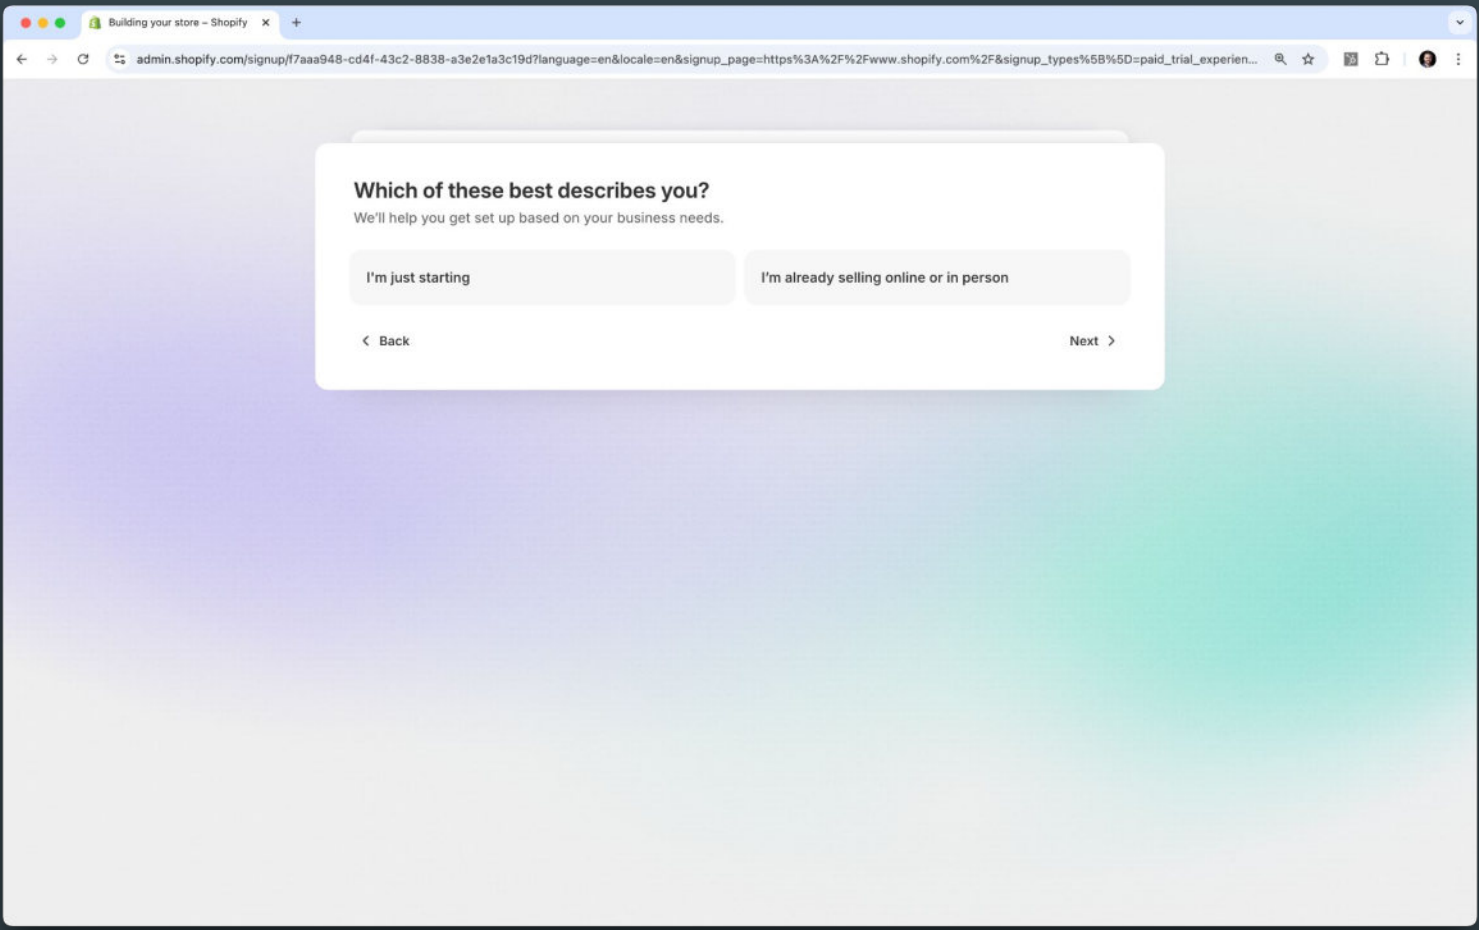 Building your store – Shopify
admin.shopify.com/signup/f7aaa948-cd4f-43c2-8838-a3e2e1a3c19d?language=en&locale=en&signup_page=https%3A%2F%2Fwww.shopify.com%2F&signup_types%5B%5D=paid_trial_experien...
Which of these best describes you?
We'll help you get set up based on your business needs.
I'm just starting
I'm already selling online or in person
Back
Next